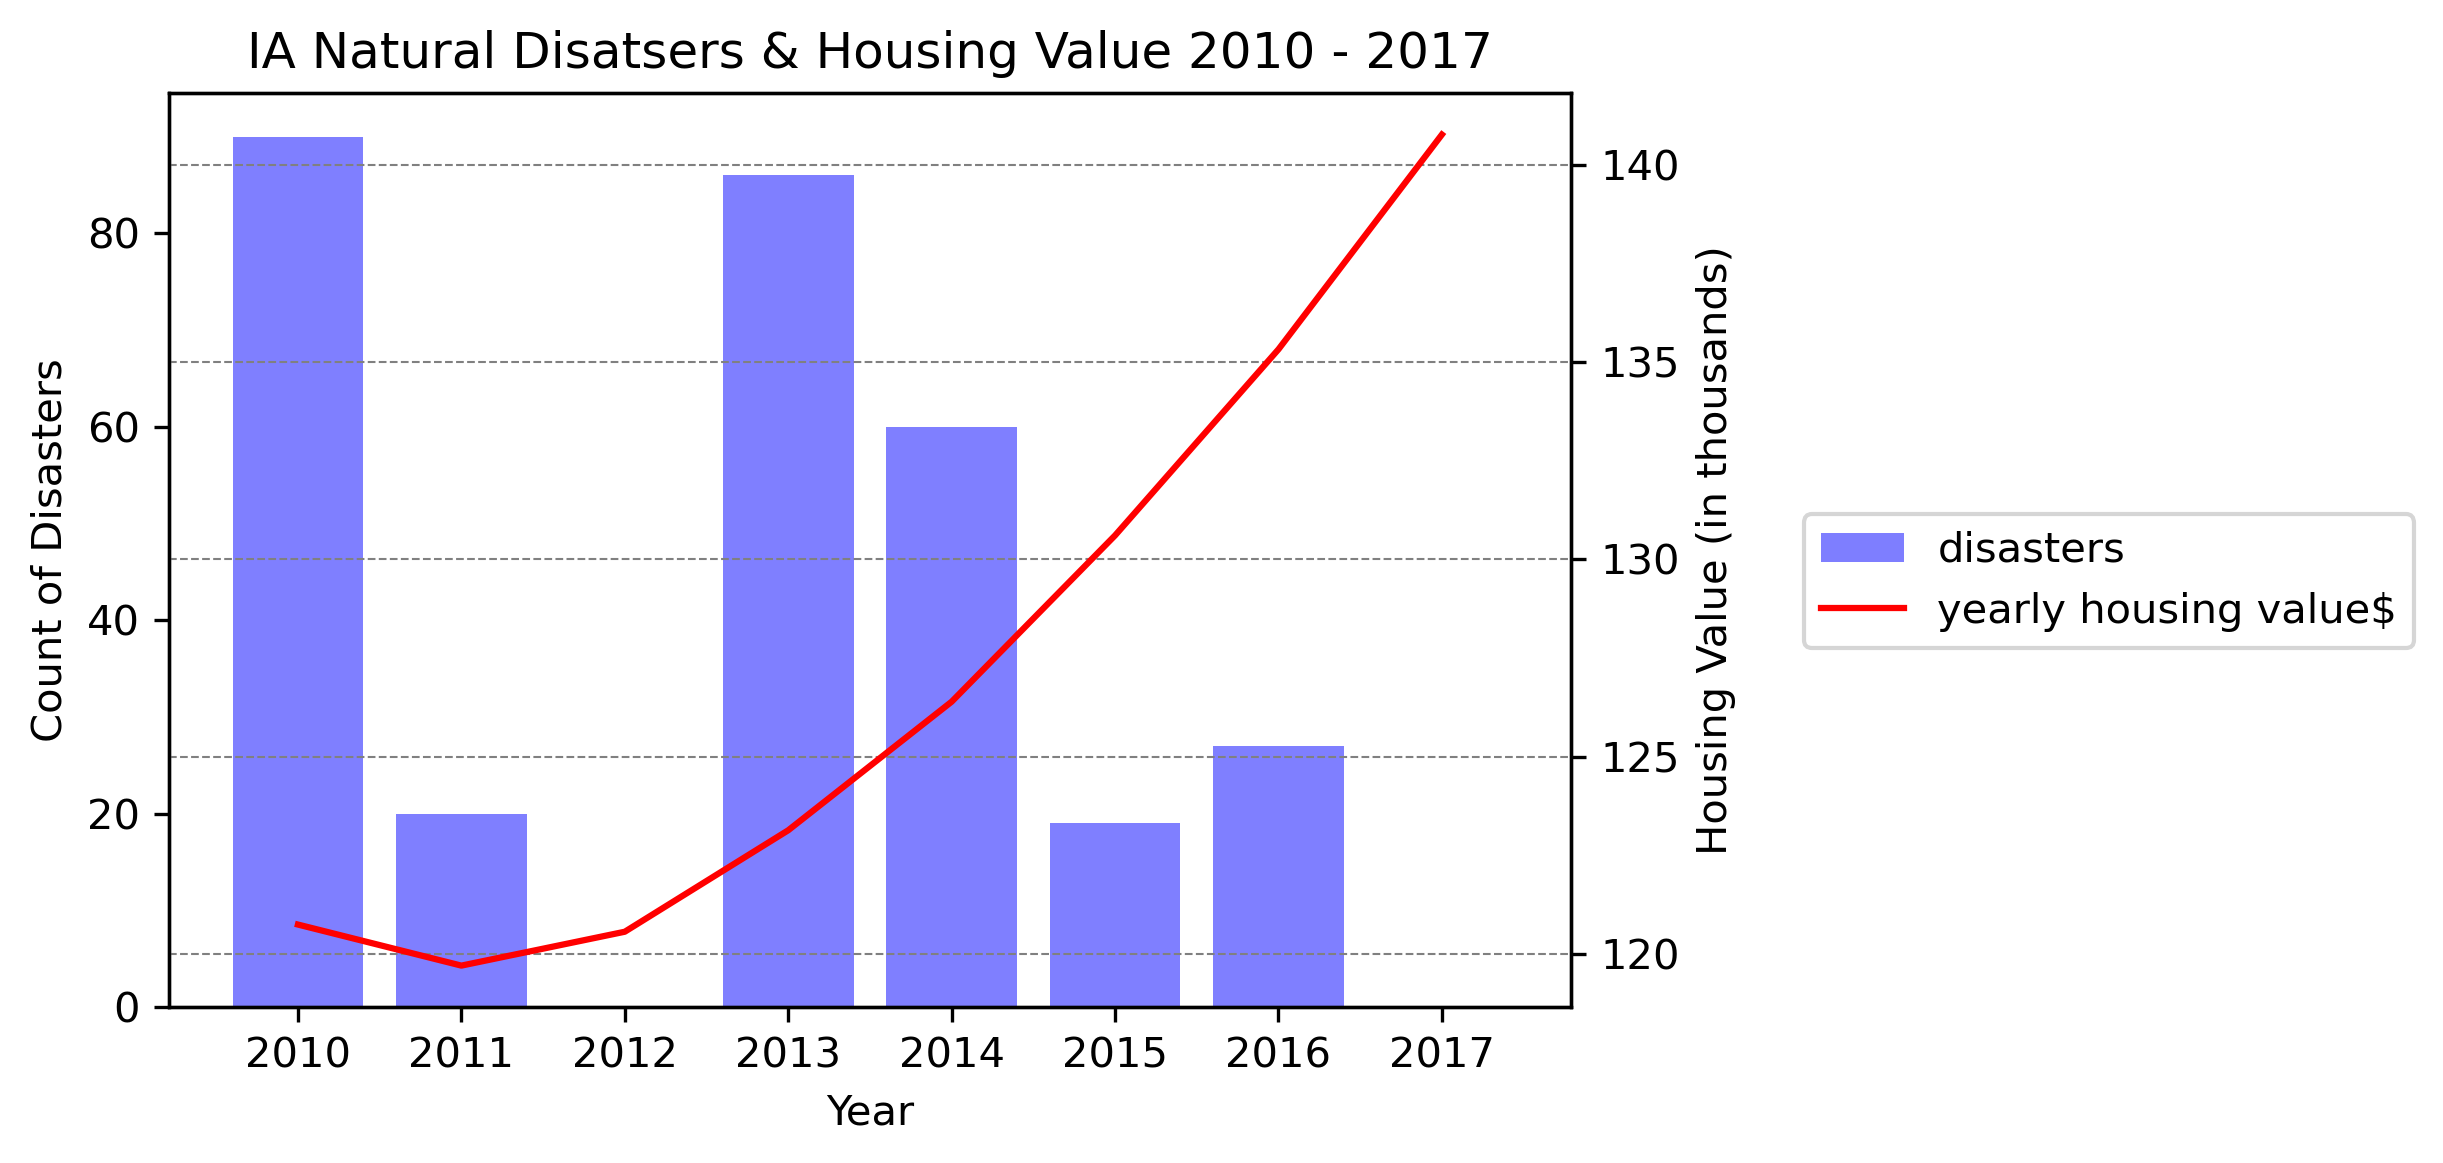 IA Natural Disatsers & Housing Value 2010 - 2017
Count of Disasters
80
60
40
20
0
140
135
130
125
120
Housing Value (in thousands)
2010 2011 2012 2013 2014 2015 2016 2017
Year
disasters
yearly housing value$